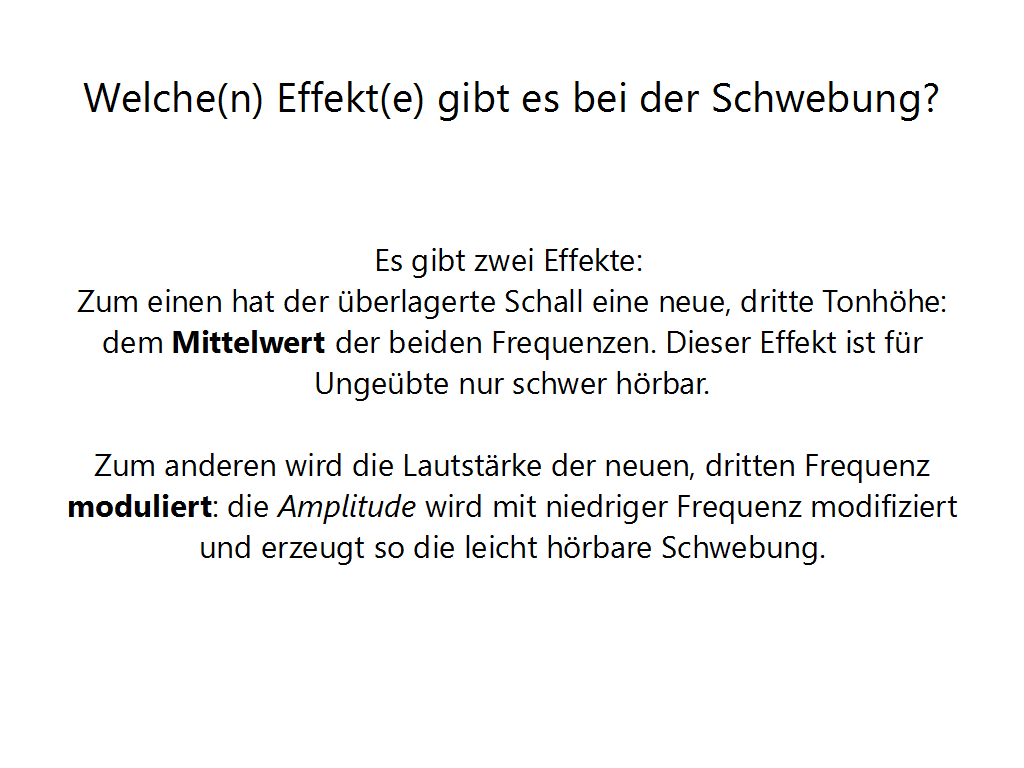 Welche(n) Effekt(e) gibt es bei der Schwebung?
Es gibt zwei Effekte:
Zum einen hat der überlagerte Schall eine neue, dritte Tonhöhe:
dem Mittelwert der beiden Frequenzen. Dieser Effekt ist für
Ungeübte nur schwer hörbar.
Zum anderen wird die Lautstärke der neuen, dritten Frequenz
moduliert: die Amplitude wird mit niedriger Frequenz modifiziert
und erzeugt so die leicht hörbare Schwebung.